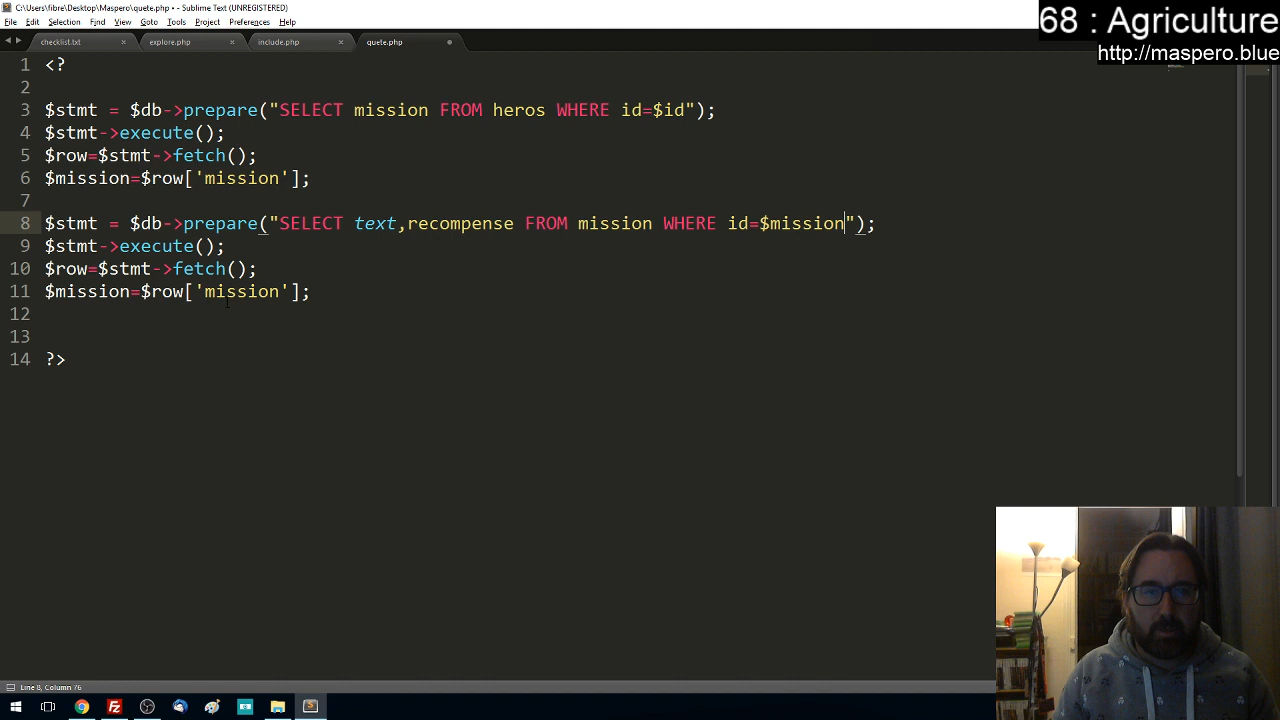 C:\Users\fibre\Desktop\Maspero\quete.php • - Sublime Text (UNREGISTERED)
File Edit Selection Find View Goto Tools Project Preferences Help
68 : Agriculture
http://maspero.blue
checklist.txt × explore.php × include.php × quete.php
1 <?
2
3 $stmt = $db->prepare("SELECT mission FROM heros WHERE id=$id");
4 $stmt->execute();
5 $row=$stmt->fetch();
6 $mission=$row['mission'];
7
8 $stmt = $db->prepare("SELECT text,recompense FROM mission WHERE id=$mission");
9 $stmt->execute();
10 $row=$stmt->fetch();
11 $mission=$row['mission'];
12
13
14 ?>
Line 8, Column 76